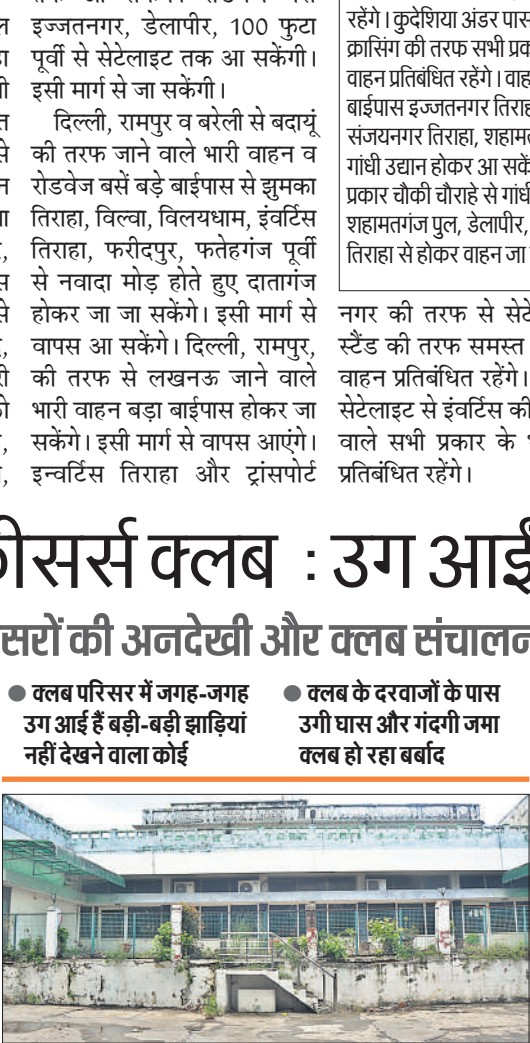 इज्जतनगर, डेलापीर, 100 फुटा
पूर्वी से सेटेलाइट तक आ सकेंगी।
इसी मार्ग से जा सकेंगी।
दिल्ली, रामपुर व बरेली से बदायूं
की तरफ जाने वाले भारी वाहन व
रोडवेज बसें बड़े बाईपास से झुमका
तिराहा, विल्वा, विलयधाम, इंवर्टिस
तिराहा, फरीदपुर, फतेहगंज पूर्वी
से नवादा मोड़ होते हुए दातागंज
होकर जा जा सकेंगे। इसी मार्ग से
वापस आ सकेंगे। दिल्ली, रामपुर,
की तरफ से लखनऊ जाने वाले
भारी वाहन बड़ा बाईपास होकर जा
सकेंगे। इसी मार्ग से वापस आएंगे।
इन्वर्टिस तिराहा और ट्रांसपोर्ट
रहेंगे। कुदेशिया अंडर पास
क्रासिंग की तरफ सभी
वाहन प्रतिबंधित रहेंगे।
बाईपास इज्जतनगर
संजयनगर तिराहा,
गांधी उद्यान होकर आ
प्रकार चौकी चौराहे से
शहामतगंज पुल, डेलापीर,
तिराहा से होकर वाहन जा
नगर की तरफ से
स्टैंड की तरफ समस्त
वाहन प्रतिबंधित रहेंगे।
सेटेलाइट से इंवर्टिस की
वाले सभी प्रकार के
प्रतिबंधित रहेंगे।
क्लब : उग आई
की अनदेखी और क्लब
● क्लब परिसर में जगह-जगह
उग आई हैं बड़ी-बड़ी झाड़ियां
नहीं देखने वाला कोई
● क्लब के दरवाजों के पास
उगी घास और गंदगी जमा
क्लब हो रहा बर्बाद